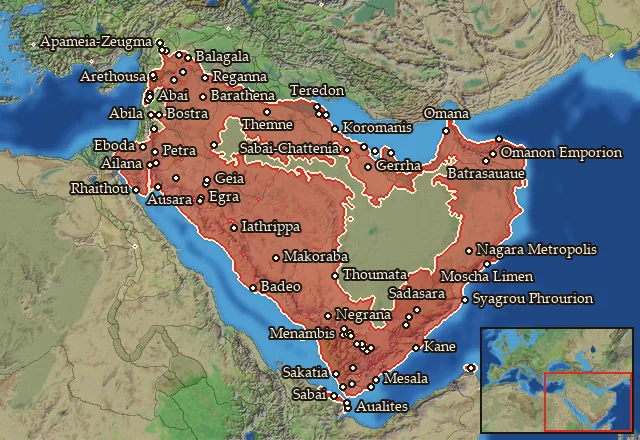 Apameia-Zeugma
Balagala
Arethousa
Reganna
Abai
Barathena
Teredon
Abila
Bostra
Themne
Koromanis
Omana
Eboda
Petra
Sabai-Chattenia
Omanon Emporion
Ailana
Gerrha
Batrasauaue
Rhaithou
Ausara
Geia
Egra
Iathrippa
Makoraba
Nagara Metropolis
Thoumata
Moscha Limen
Badeo
Sadasara
Syagrou Phrourion
Negrana
Menambis
Kane
Sakatia
Mesala
Sabai
Aualites